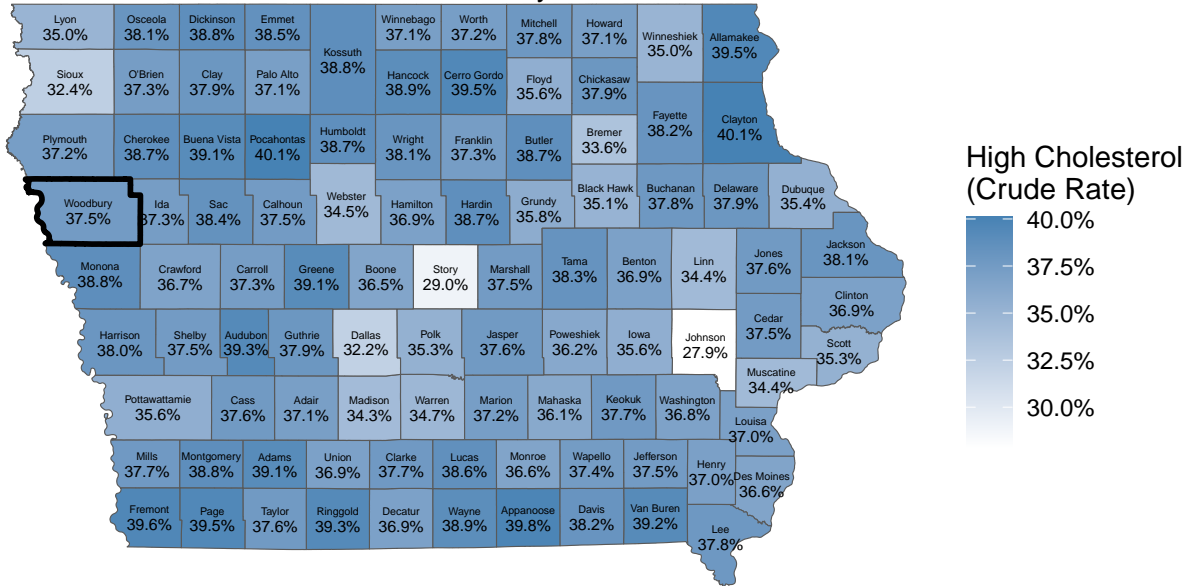 Lyon
35.0%
Osceola
38.1%
Dickinson
38.8%
Emmet
38.5%
Kossuth
38.8%
Winnebago
37.1%
Worth
37.2%
Mitchell
37.8%
Howard
37.1%
Winneshiek
35.0%
Allamakee
39.5%
Sioux
32.4%
O'Brien
37.3%
Clay
37.9%
Palo Alto
37.1%
Hancock
38.9%
Cerro Gordo
39.5%
Floyd
35.6%
Chickasaw
37.9%
Fayette
38.2%
Clayton
40.1%
Plymouth
37.2%
Cherokee
38.7%
Buena Vista
39.1%
Pocahontas
40.1%
Humboldt
38.7%
Wright
38.1%
Franklin
37.3%
Butler
38.7%
Bremer
33.6%
Woodbury
37.5%
Ida
37.3%
Sac
38.4%
Calhoun
37.5%
Webster
34.5%
Hamilton
36.9%
Hardin
38.7%
Grundy
35.8%
Black Hawk
35.1%
Buchanan
37.8%
Delaware
37.9%
Dubuque
35.4%
Monona
38.8%
Crawford
36.7%
Carroll
37.3%
Greene
39.1%
Boone
36.5%
Story
29.0%
Marshall
37.5%
Tama
38.3%
Benton
36.9%
Linn
34.4%
Jones
37.6%
Jackson
38.1%
Clinton
36.9%
Harrison
38.0%
Shelby
37.5%
Audubon
39.3%
Guthrie
37.9%
Dallas
32.2%
Polk
35.3%
Jasper
37.6%
Poweshiek
36.2%
Iowa
35.6%
Johnson
27.9%
Cedar
37.5%
Scott
35.3%
Muscatine
34.4%
Pottawattamie
35.6%
Cass
37.6%
Adair
37.1%
Madison
34.3%
Warren
34.7%
Marion
37.2%
Mahaska
36.1%
Keokuk
37.7%
Washington
36.8%
Louisa
37.0%
Mills
37.7%
Montgomery
38.8%
Adams
39.1%
Union
36.9%
Clarke
37.7%
Lucas
38.6%
Monroe
36.6%
Wapello
37.4%
Jefferson
37.5%
Henry
37.0%
Des Moines
36.6%
Fremont
39.6%
Page
39.5%
Taylor
37.6%
Ringgold
39.3%
Decatur
36.9%
Wayne
38.9%
Appanoose
39.8%
Davis
38.2%
Van Buren
39.2%
Lee
37.8%
High Cholesterol
(Crude Rate)
40.0%
37.5%
35.0%
32.5%
30.0%